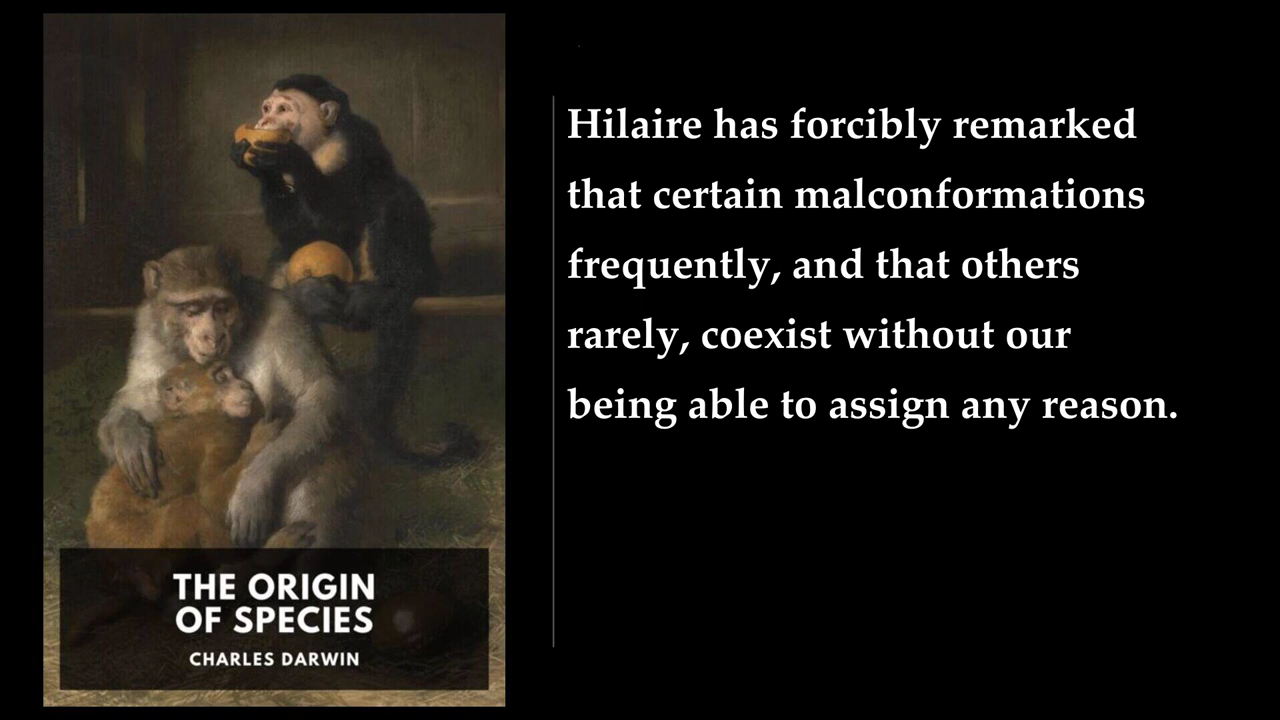 THE ORIGIN
OF SPECIES
CHARLES DARWIN
Hilaire has forcibly remarked
that certain malconformations
frequently, and that others
rarely, coexist without our
being able to assign any reason.